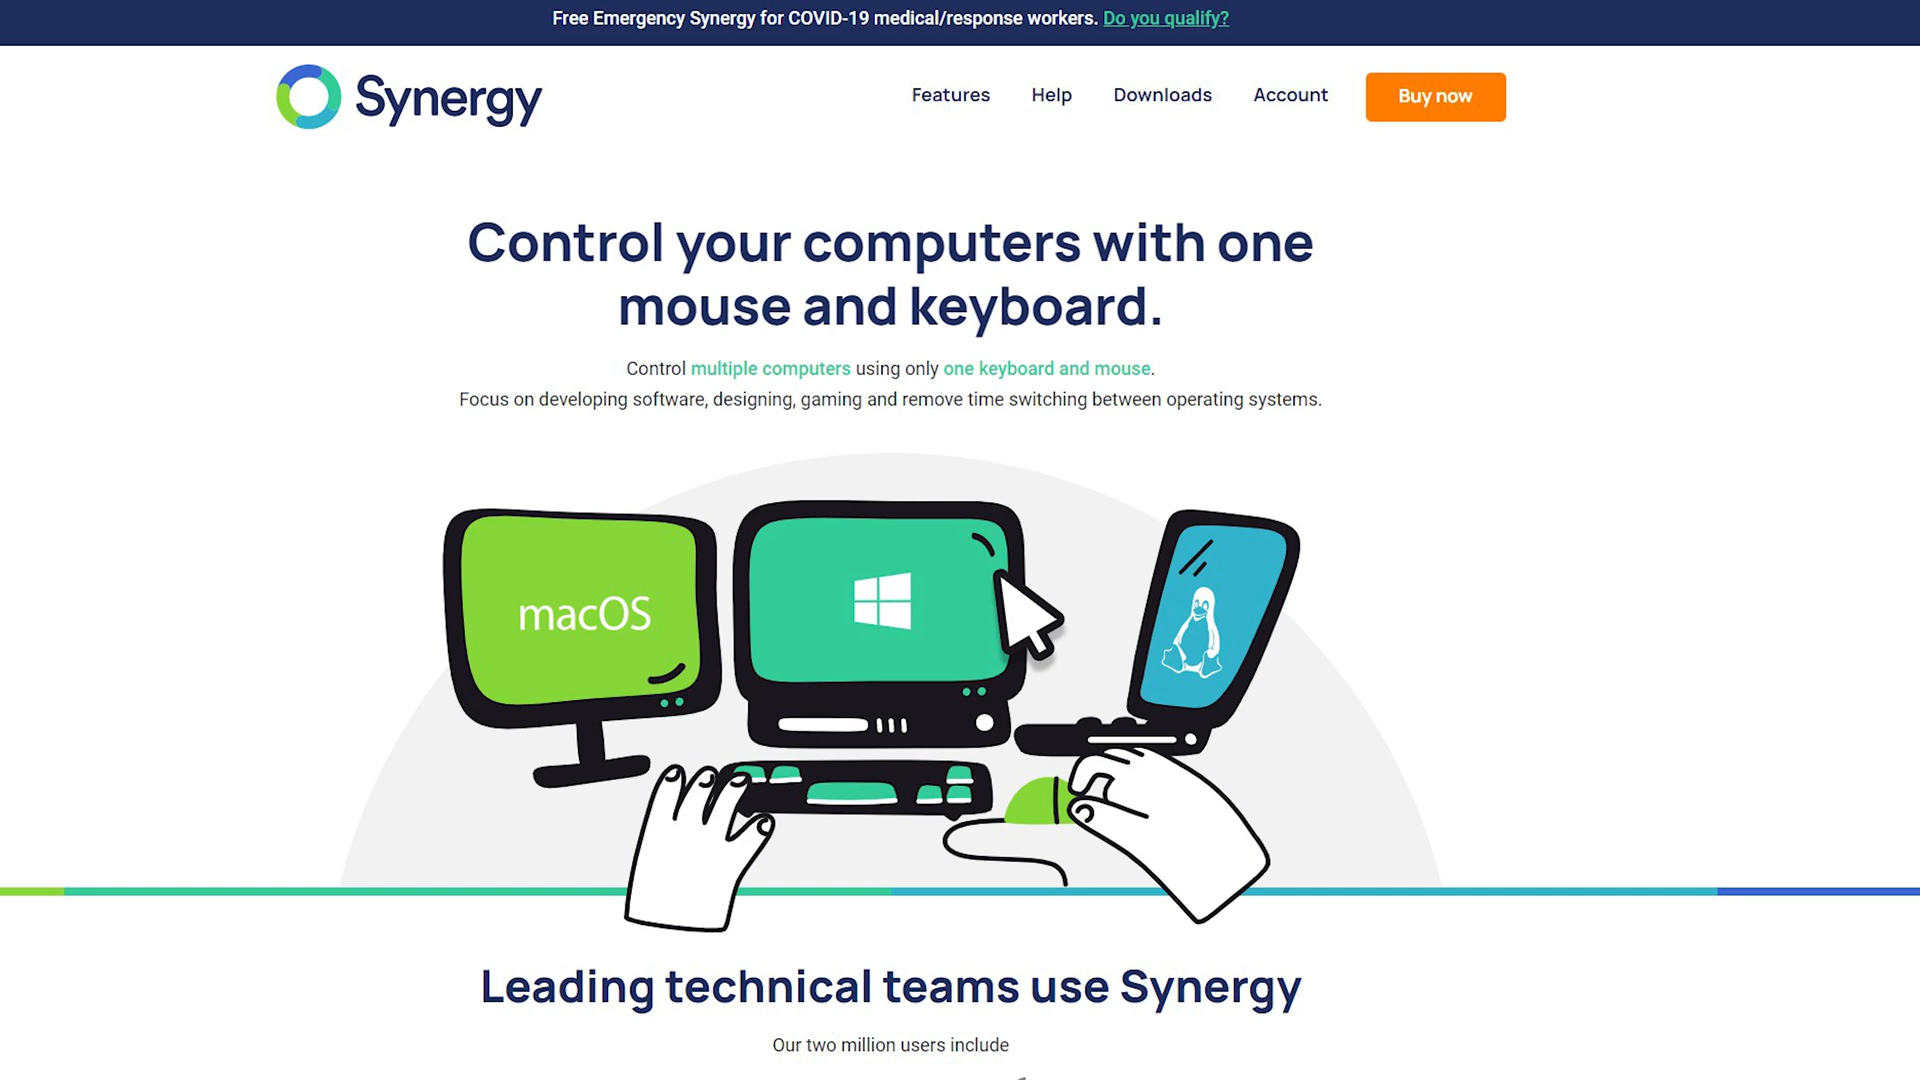 Free Emergency Synergy for COVID-19 medical/response workers. Do you qualify?
Synergy
Features
Help
Downloads
Account
Buy now
Control your computers with one
mouse and keyboard.
Control multiple computers using only one keyboard and mouse.
Focus on developing software, designing, gaming and remove time switching between operating systems.
macOS
Leading technical teams use Synergy
Our two million users include